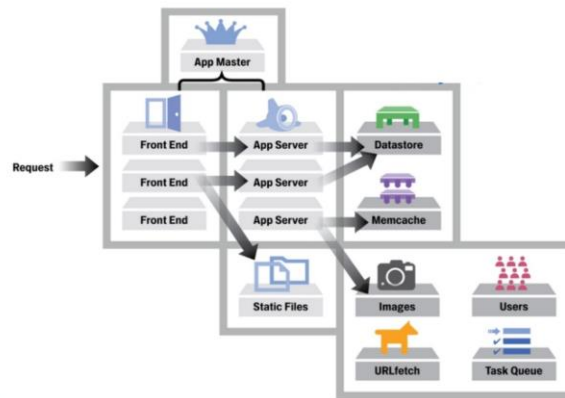 App Master
Front End
App Server
Datastore
Request
Front End
App Server
Front End
App Server
Memcache
Static Files
Images
Users
URLfetch
Task Queue